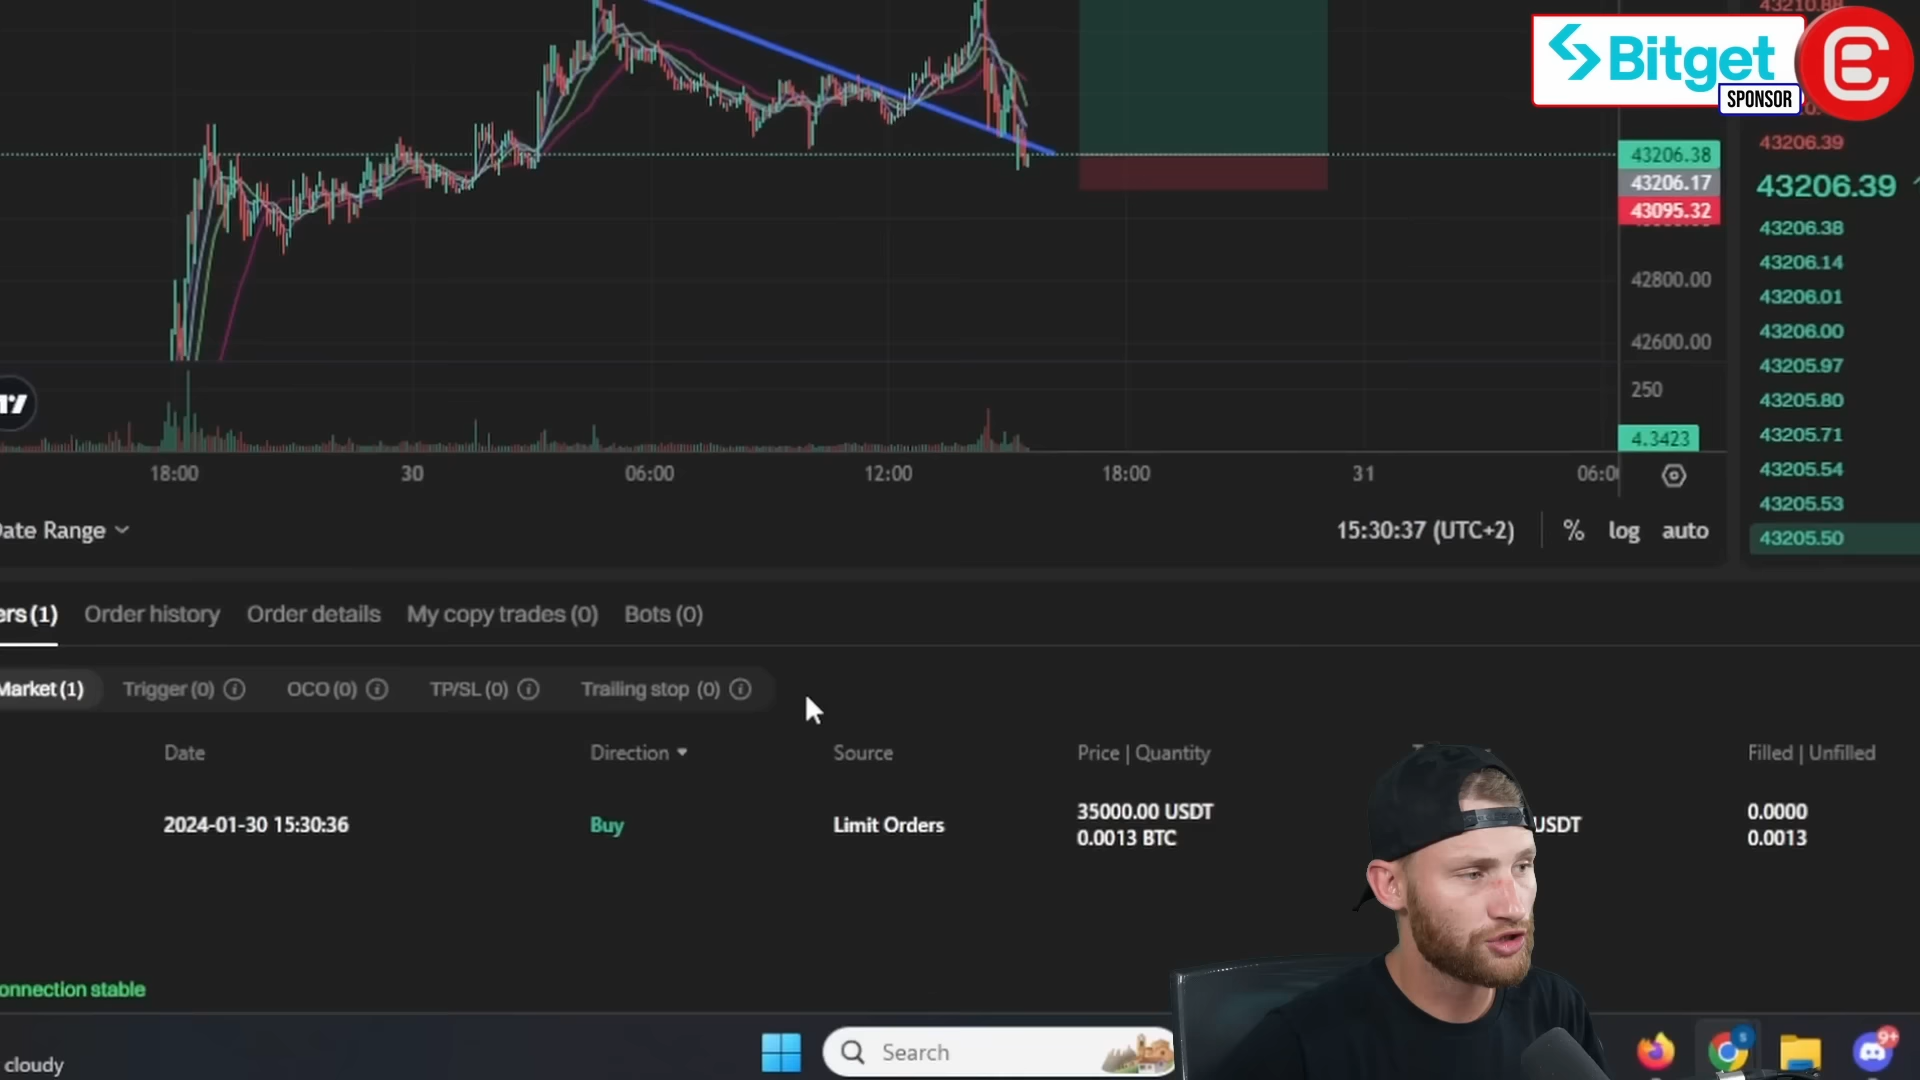 43210.88
Bitget
SPONSOR
43206.38
43206.39
43206.17
43206.39
43095.32
43206.38
43206.14
42800.00
43206.01
43206.00
42600.00
43205.97
250
43205.80
4.3423
43205.71
18:00
30
06:00
12:00
18:00
31
06:0
43205.54
43205.53
Date Range
15:30:37 (UTC+2)
%
log
auto
43205.50
ers (1)
Order history
Order details
My copy trades (0)
Bots (0)
Market (1)
Trigger (0)
OCO (0)
TP/SL (0)
Trailing stop (0)
Date
Direction
Source
Price | Quantity
Filled | Unfilled
2024-01-30 15:30:36
Buy
Limit Orders
35000.00 USDT
0.0013 BTC
USDT
0.0000
0.0013
onnection stable
cloudy
Search
9+